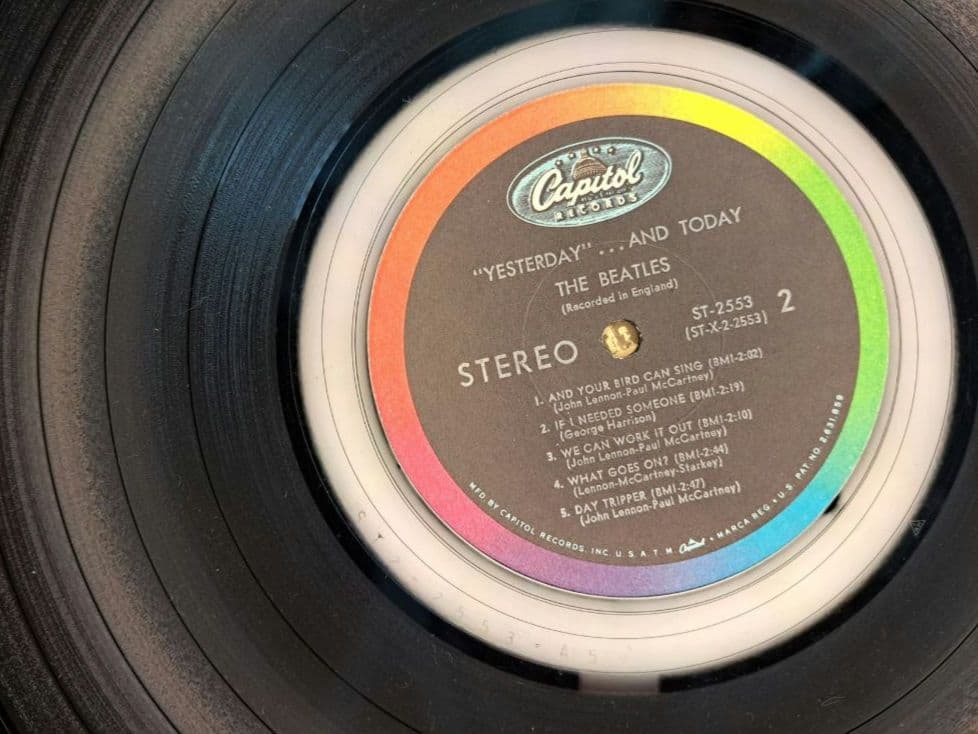 Capitol
RECORDS
"YESTERDAY" ...AND TODAY
THE BEATLES
(Recorded in England)
STEREO
ST-2553
(ST-X-2-2553)
2
1. AND YOUR BIRD CAN SING (BMI-2:02)
(John Lennon-Paul McCartney)
2. IF I NEEDED SOMEONE (BMI-2:19)
(George Harrison)
3. WE CAN WORK IT OUT (BMI-2:10)
(John Lennon-Paul McCartney)
4. WHAT GOES ON? (BMI-2:44)
(Lennon-McCartney-Starkey)
5. DAY TRIPPER (BMI-2:47)
(John Lennon-Paul McCartney)
MFD. BY CAPITOL RECORDS, INC. U.S.A. T.M. Capitol • MARCA REG. • U.S. PAT. NO. 2,631,859